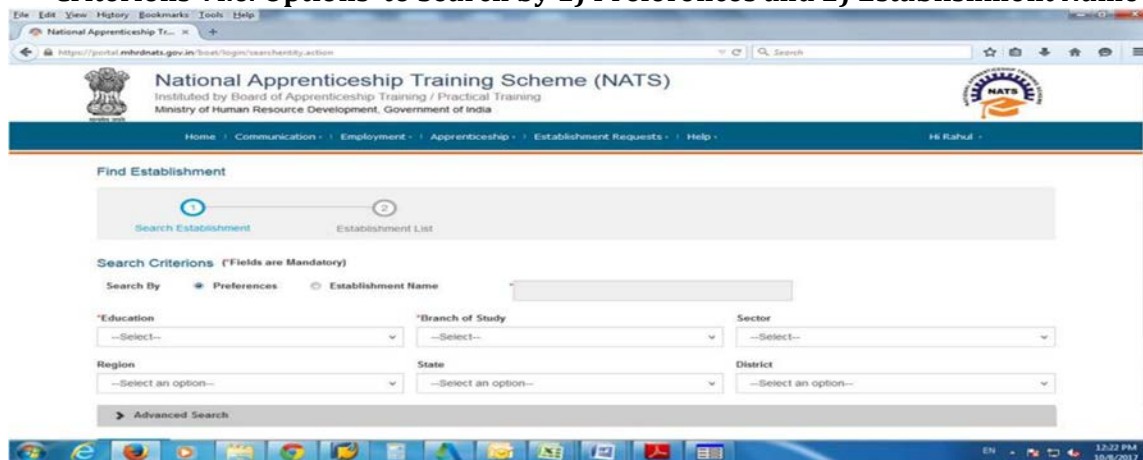 Criterions i.e. Options to search by 1) Preferences and 2) Establishment Name
File Edit View History Bookmarks Tools Help
National Apprenticeship Tr... × +
https://portal.mhrdnats.gov.in/boat/login/searchentity.action
Search
National Apprenticeship Training Scheme (NATS)
Instituted by Board of Apprenticeship Training / Practical Training
Ministry of Human Resource Development, Government of India
NATS
Home Communication Employment Apprenticeship Establishment Requests Help Hi Rahul
Find Establishment
1 2
Search Establishment Establishment List
Search Criterions (*Fields are Mandatory)
Search By Preferences Establishment Name *
*Education *Branch of Study Sector
--Select-- --Select-- --Select--
Region State District
--Select an option-- --Select an option-- --Select an option--
Advanced Search
EN 12:22 PM
10/8/2017